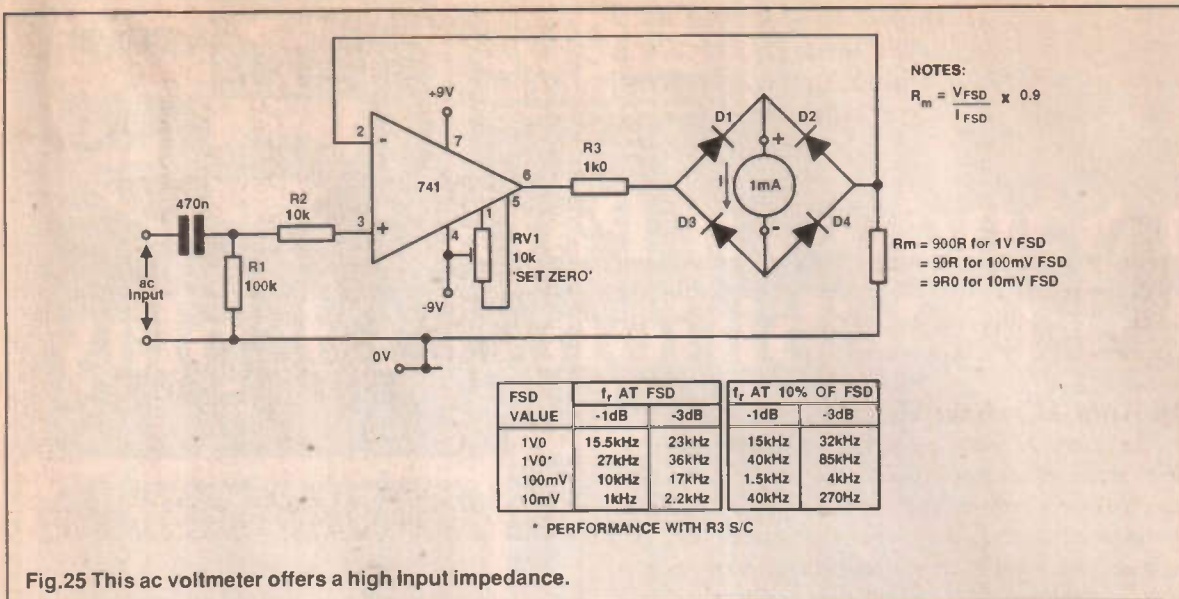 NOTES:
Rm = VFSD / IFSD x 0.9
+9V
2
-
7
741
3
+
6
5
1
4
R3
1k0
D1
D2
+
I
1mA
-
D3
D4
470n
R2
10k
ac
Input
R1
100k
RV1
10k
'SET ZERO'
-9V
0V
Rm = 900R for 1V FSD
= 90R for 100mV FSD
= 9R0 for 10mV FSD
FSD VALUE | fr AT FSD | fr AT 10% OF FSD
-1dB | -3dB | -1dB | -3dB
1V0 | 15.5kHz | 23kHz | 15kHz | 32kHz
1V0* | 27kHz | 36kHz | 40kHz | 85kHz
100mV | 10kHz | 17kHz | 1.5kHz | 4kHz
10mV | 1kHz | 2.2kHz | 40kHz | 270Hz
* PERFORMANCE WITH R3 S/C
Fig.25 This ac voltmeter offers a high input impedance.